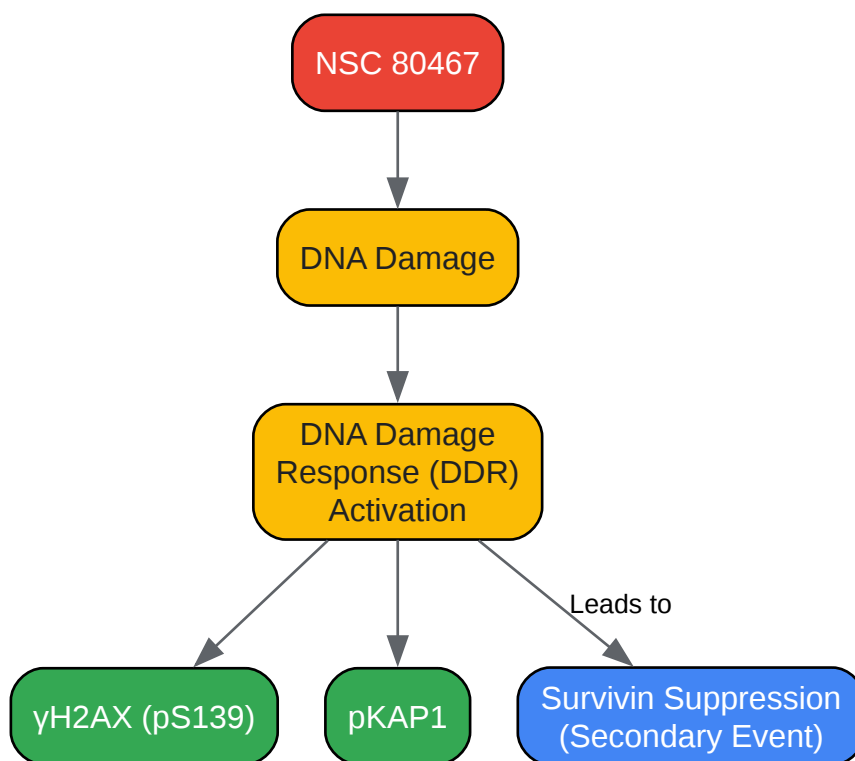 NSC 80467
DNA Damage
DNA Damage
Response (DDR)
Activation
Leads to
γH2AX (pS139)
pKAP1
Survivin Suppression
(Secondary Event)